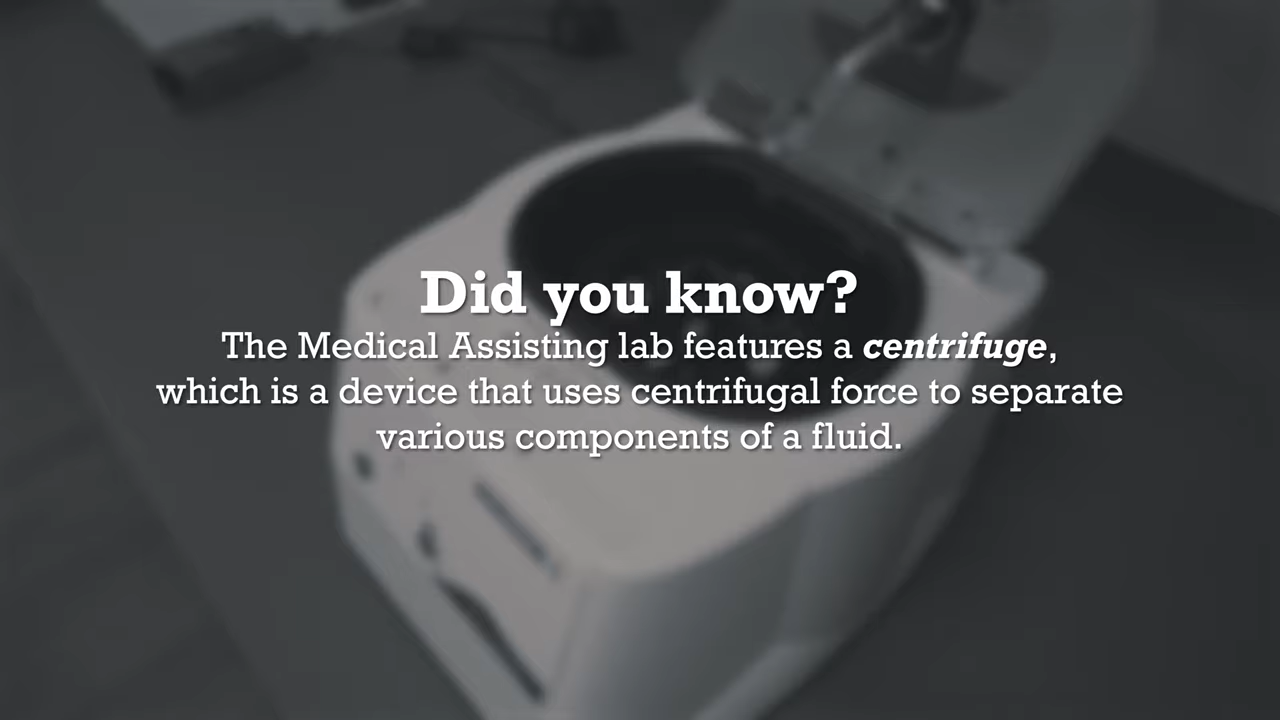 Did you know?
The Medical Assisting lab features a centrifuge,
which is a device that uses centrifugal force to separate
various components of a fluid.